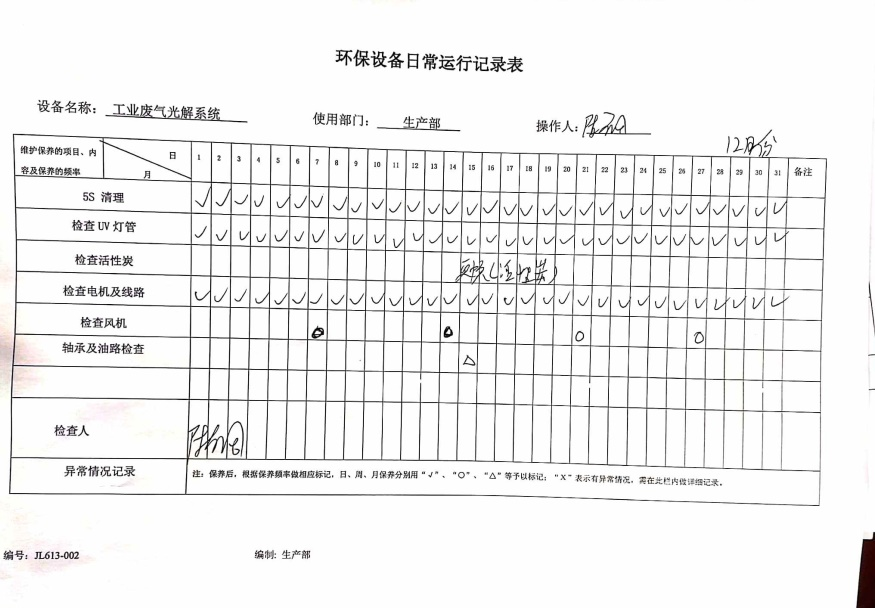 环保设备日常运行记录表
设备名称： 工业废气光解系统 使用部门： 生产部 操作人：
12月份
维护保养的项目、内容及保养的频率 日 月 1 2 3 4 5 6 7 8 9 10 11 12 13 14 15 16 17 18 19 20 21 22 23 24 25 26 27 28 29 30 31 备注
5S 清理 √ √ √ √ √ √ √ √ √ √ √ √ √ √ √ √ √ √ √ √ √ √ √ √ √ √ √ √ √ √ √
检查 UV 灯管 √ √ √ √ √ √ √ √ √ √ √ √ √ √ √ √ √ √ √ √ √ √ √ √ √ √ √ √ √ √ √
检查活性炭 更换(活性炭)
检查电机及线路 √ √ √ √ √ √ √ √ √ √ √ √ √ √ √ √ √ √ √ √ √ √ √ √ √ √ √ √ √ √ √
检查风机 O O O O
轴承及油路检查 △
检查人
异常情况记录 注：保养后，根据保养频率做相应标记，日、周、月保养分别用“√”、“O”、“△”等予以标记；“X”表示有异常情况，需在此栏内做详细记录。
编号：JL613-002 编制: 生产部